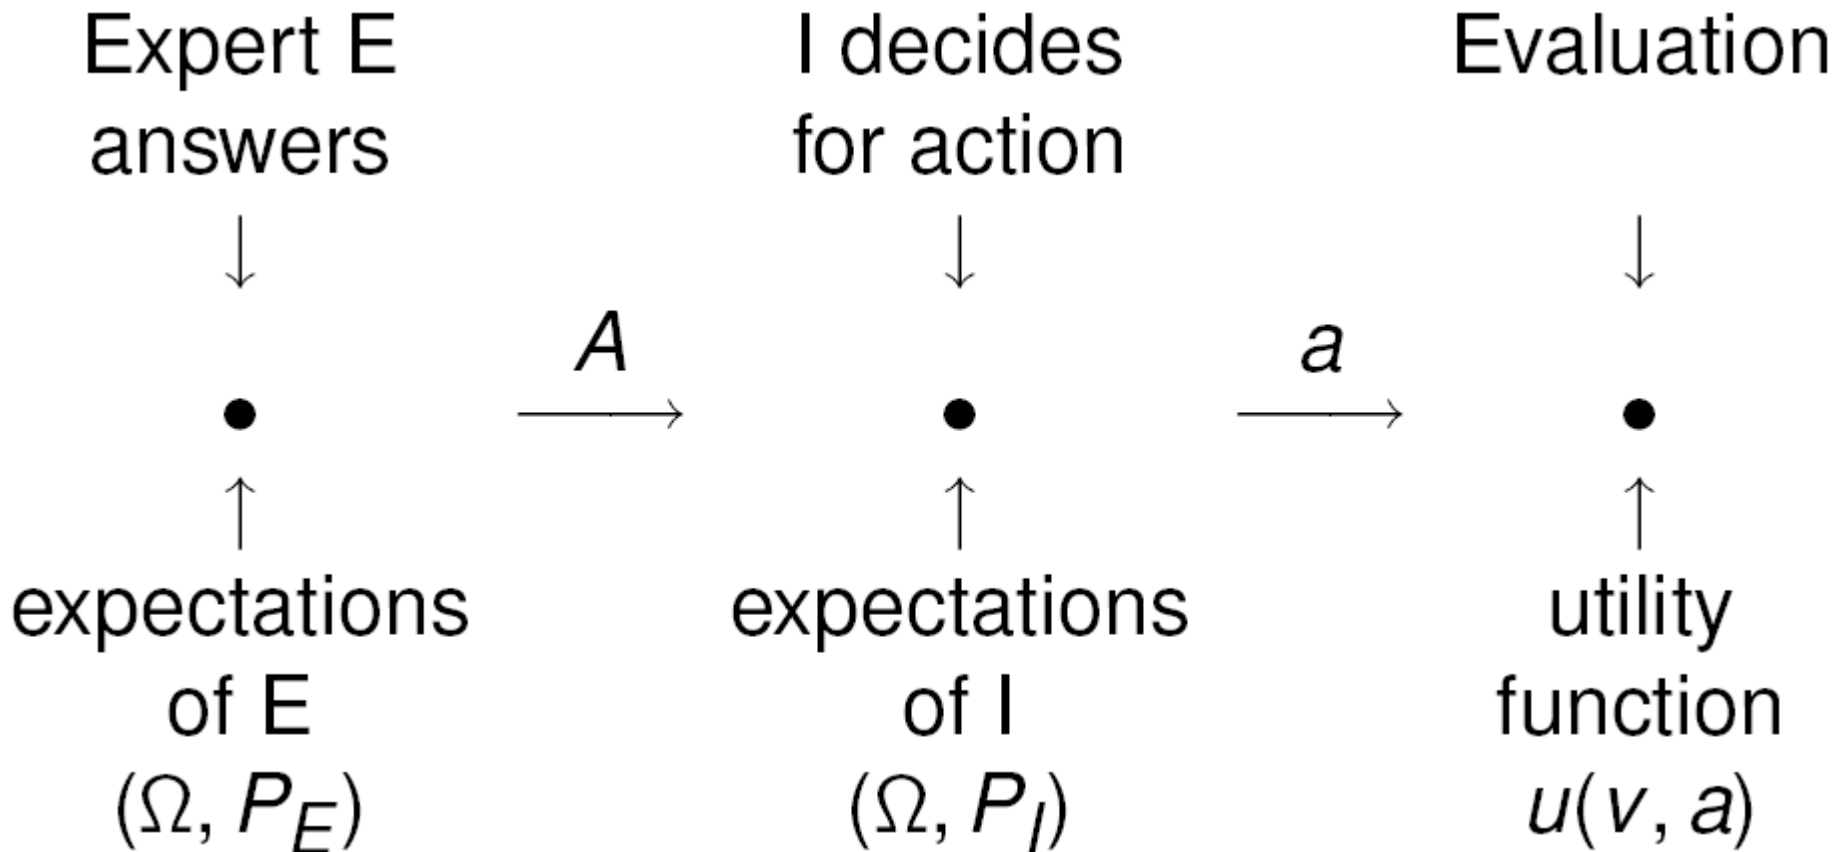 Expert E
answers
I decides
for action
Evaluation
A
a
expectations
of E
(Ω, P_E)
expectations
of I
(Ω, P_I)
utility
function
u(v, a)